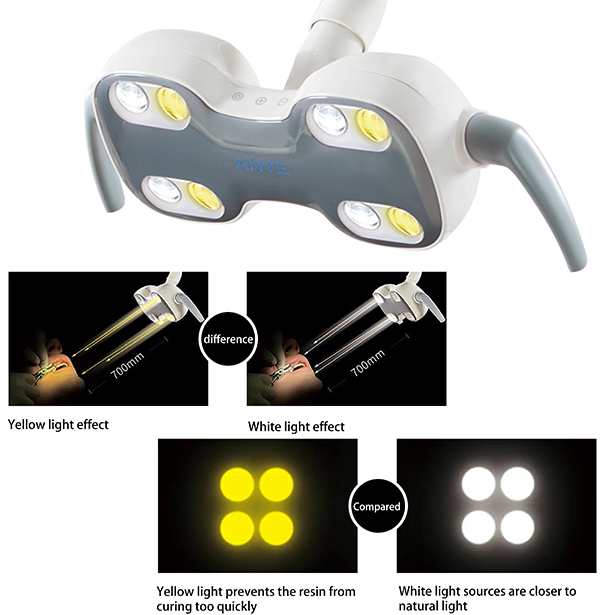 ANYE
difference
700mm
700mm
Yellow light effect
White light effect
Compared
Yellow light prevents the resin from
curing too quickly
White light sources are closer to
natural light